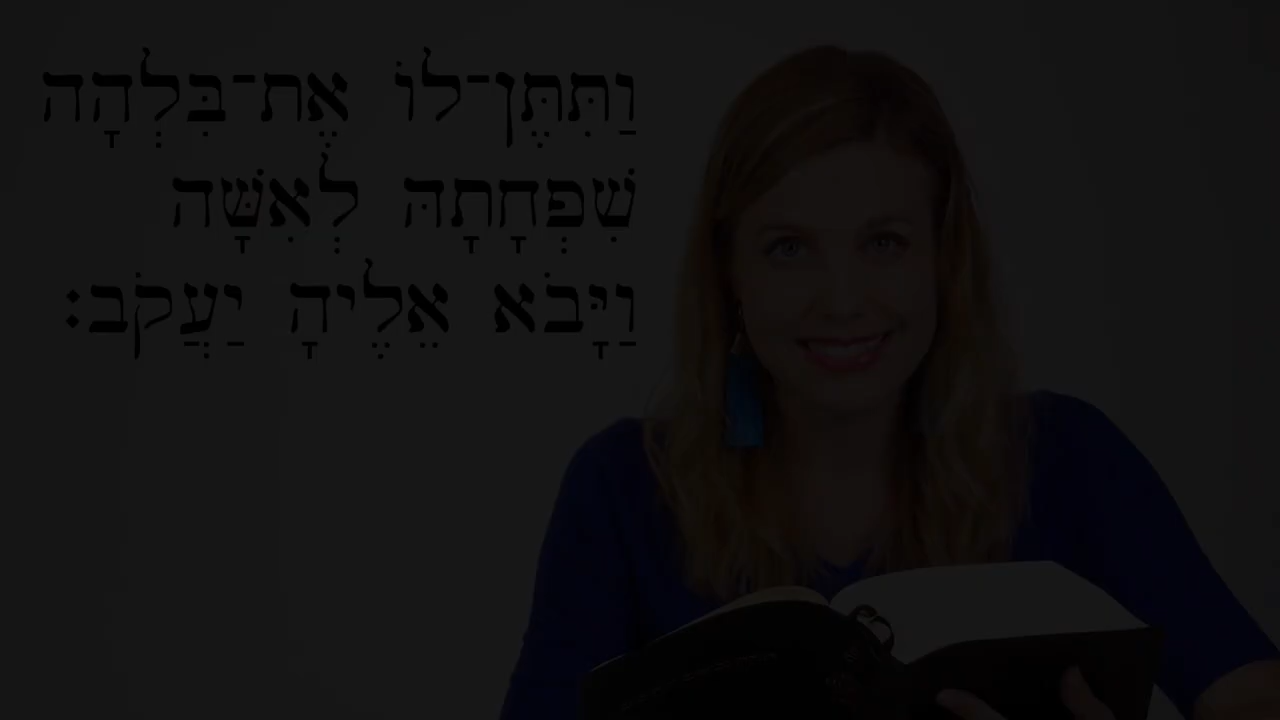 וַתִּתֶּן־לוֹ אֶת־בִּלְהָה
שִׁפְחָתָהּ לְאִשָּׁה
וַיָּבֹא אֵלֶיהָ יַעֲקֹב׃